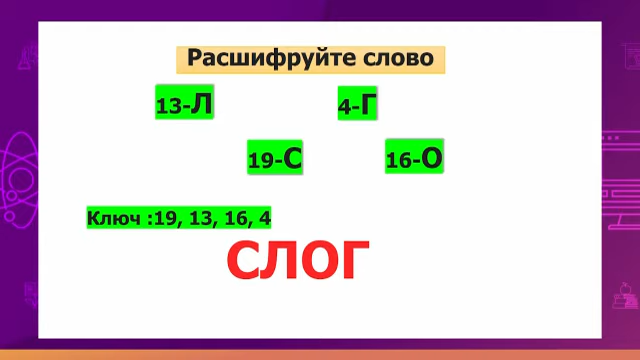 Расшифруйте слово
13-Л
4-Г
19-С
16-О
Ключ :19, 13, 16, 4
СЛОГ